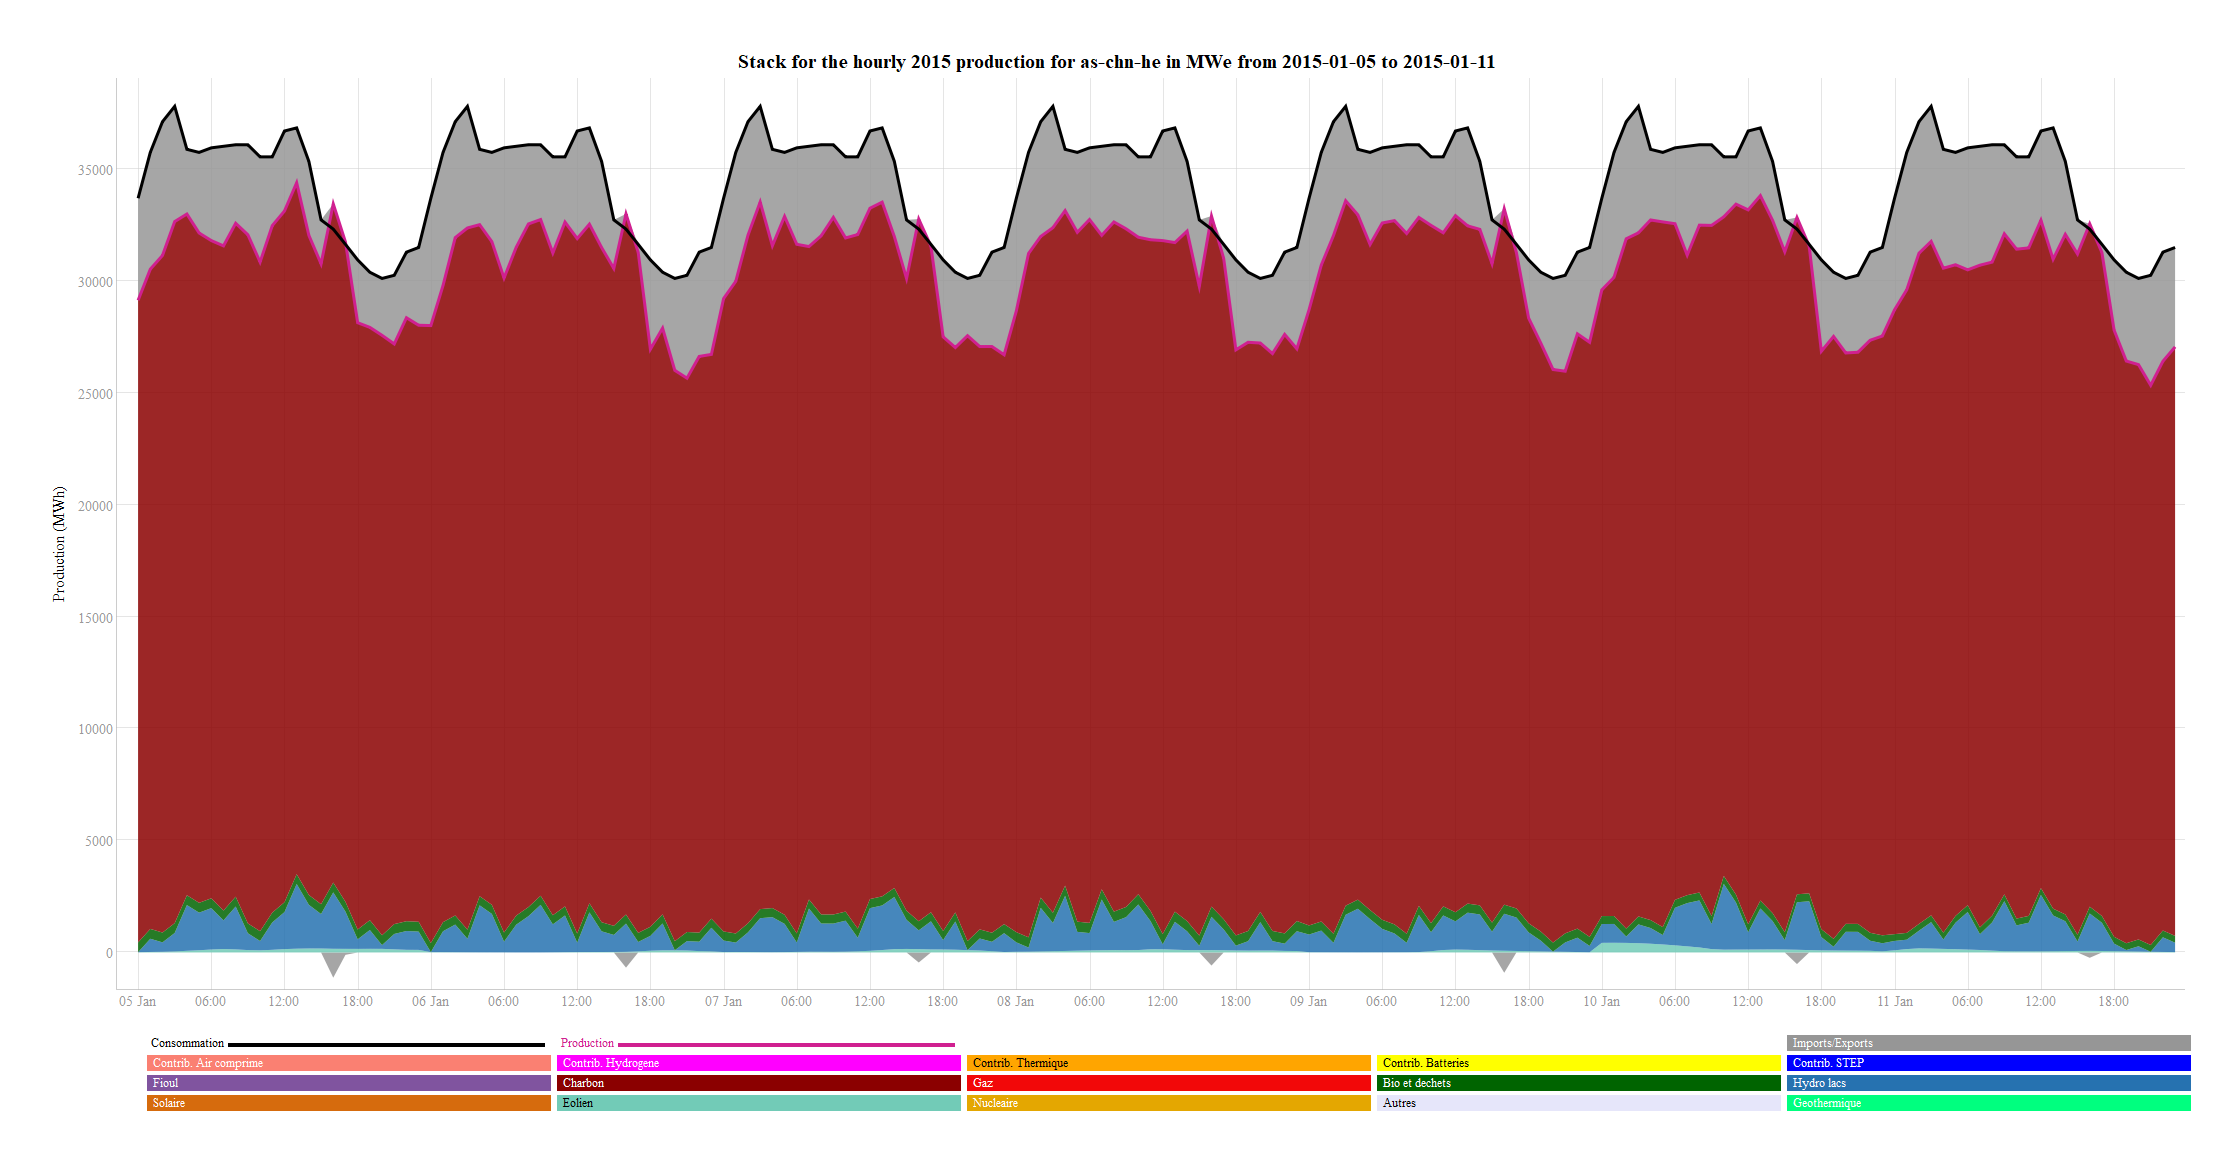 Stack for the hourly 2015 production for as-chn-he in MWe from 2015-01-05 to 2015-01-11
35000
30000
25000
20000
15000
10000
5000
0
Production (MWh)
05 Jan 06:00 12:00 18:00 06 Jan 06:00 12:00 18:00 07 Jan 06:00 12:00 18:00 08 Jan 06:00 12:00 18:00 09 Jan 06:00 12:00 18:00 10 Jan 06:00 12:00 18:00 11 Jan 06:00 12:00 18:00
Consommation Production Imports/Exports
Contrib. Air comprime Contrib. Hydrogene Contrib. Thermique Contrib. Batteries Contrib. STEP
Fioul Charbon Gaz Bio et dechets Hydro lacs
Solaire Eolien Nucleaire Autres Geothermique